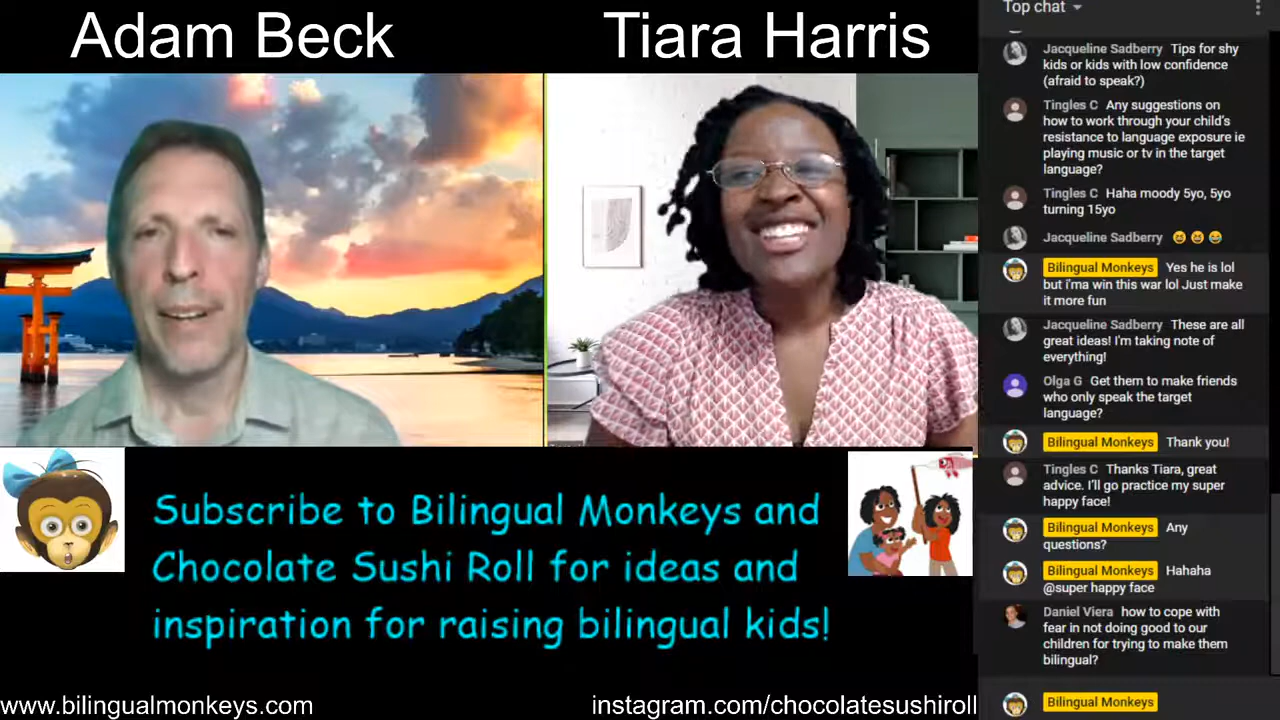 Adam Beck
Tiara Harris
Subscribe to Bilingual Monkeys and
Chocolate Sushi Roll for ideas and
inspiration for raising bilingual kids!
www.bilingualmonkeys.com
instagram.com/chocolatesushiroll
Top chat
Jacqueline Sadberry Tips for shy
kids or kids with low confidence
(afraid to speak?)
Tingles C Any suggestions on
how to work through your child's
resistance to language exposure ie
playing music or tv in the target
language?
Tingles C Haha moody 5yo, 5yo
turning 15yo
Jacqueline Sadberry 😆 😆 😂
Bilingual Monkeys Yes he is lol
but i'ma win this war lol Just make
it more fun
Jacqueline Sadberry These are all
great ideas! I'm taking note of
everything!
Olga G Get them to make friends
who only speak the target
language?
Bilingual Monkeys Thank you!
Tingles C Thanks Tiara, great
advice. I'll go practice my super
happy face!
Bilingual Monkeys Any
questions?
Bilingual Monkeys Hahaha
@super happy face
Daniel Viera how to cope with
fear in not doing good to our
children for trying to make them
bilingual?
Bilingual Monkeys